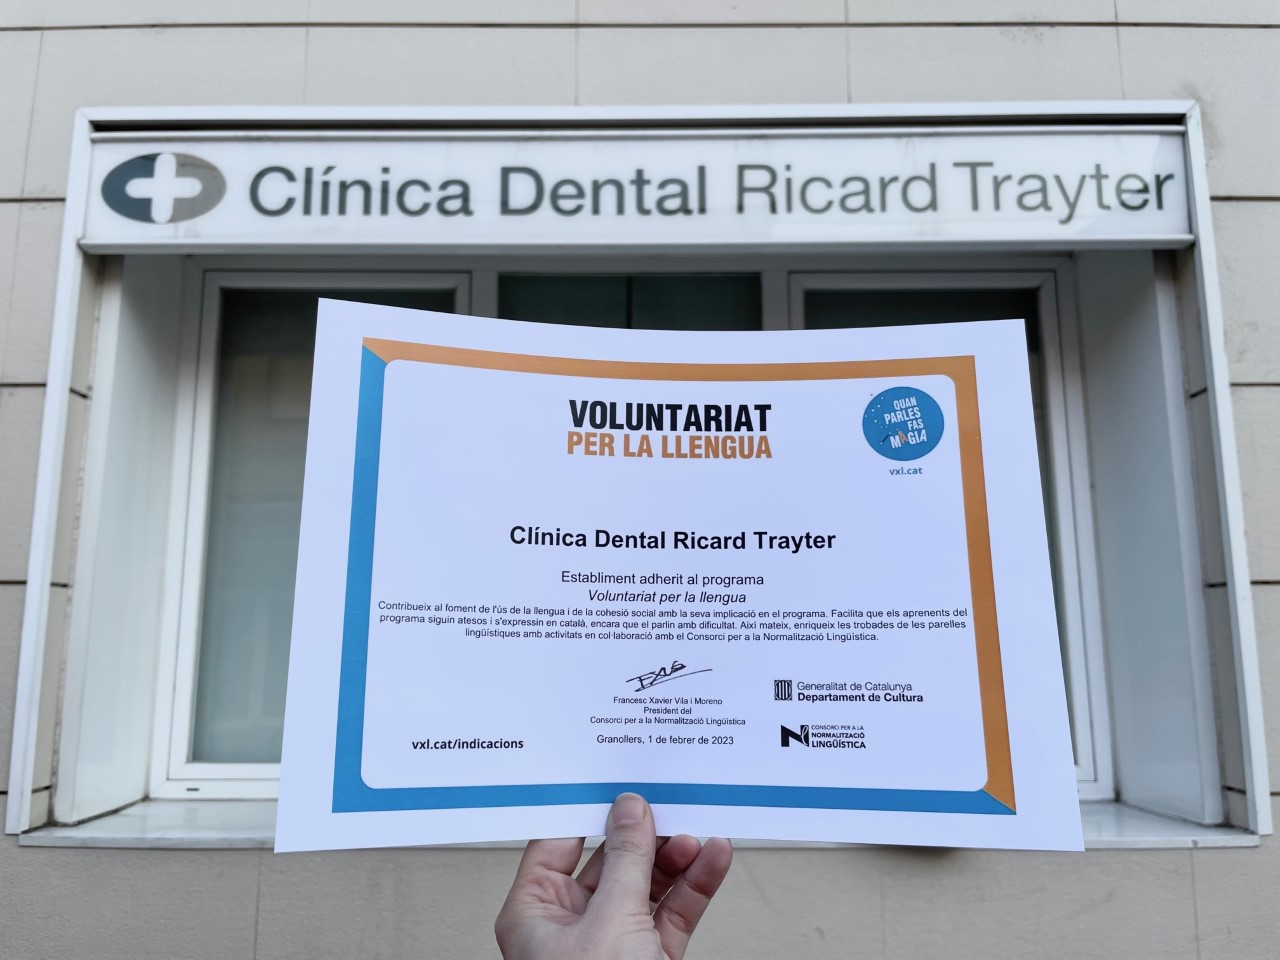 Clínica Dental Ricard Trayter
VOLUNTARIAT
PER LA LLENGUA
QUAN
PARLES
FAS
MÀGIA
vxl.cat
Clínica Dental Ricard Trayter
Establiment adherit al programa
Voluntariat per la llengua
Contribueix al foment de l'ús de la llengua i de la cohesió social amb la seva implicació en el programa. Facilita que els aprenents del
programa siguin atesos i s'expressin en català, encara que el parlin amb dificultat. Així mateix, enriqueix les trobades de les parelles
lingüístiques amb activitats en col·laboració amb el Consorci per a la Normalització Lingüística.
Francesc Xavier Vila i Moreno
President del
Consorci per a la Normalització Lingüística
Granollers, 1 de febrer de 2023
vxl.cat/indicacions
Generalitat de Catalunya
Departament de Cultura
CONSORCI PER A LA
NORMALITZACIÓ
LINGÜÍSTICA